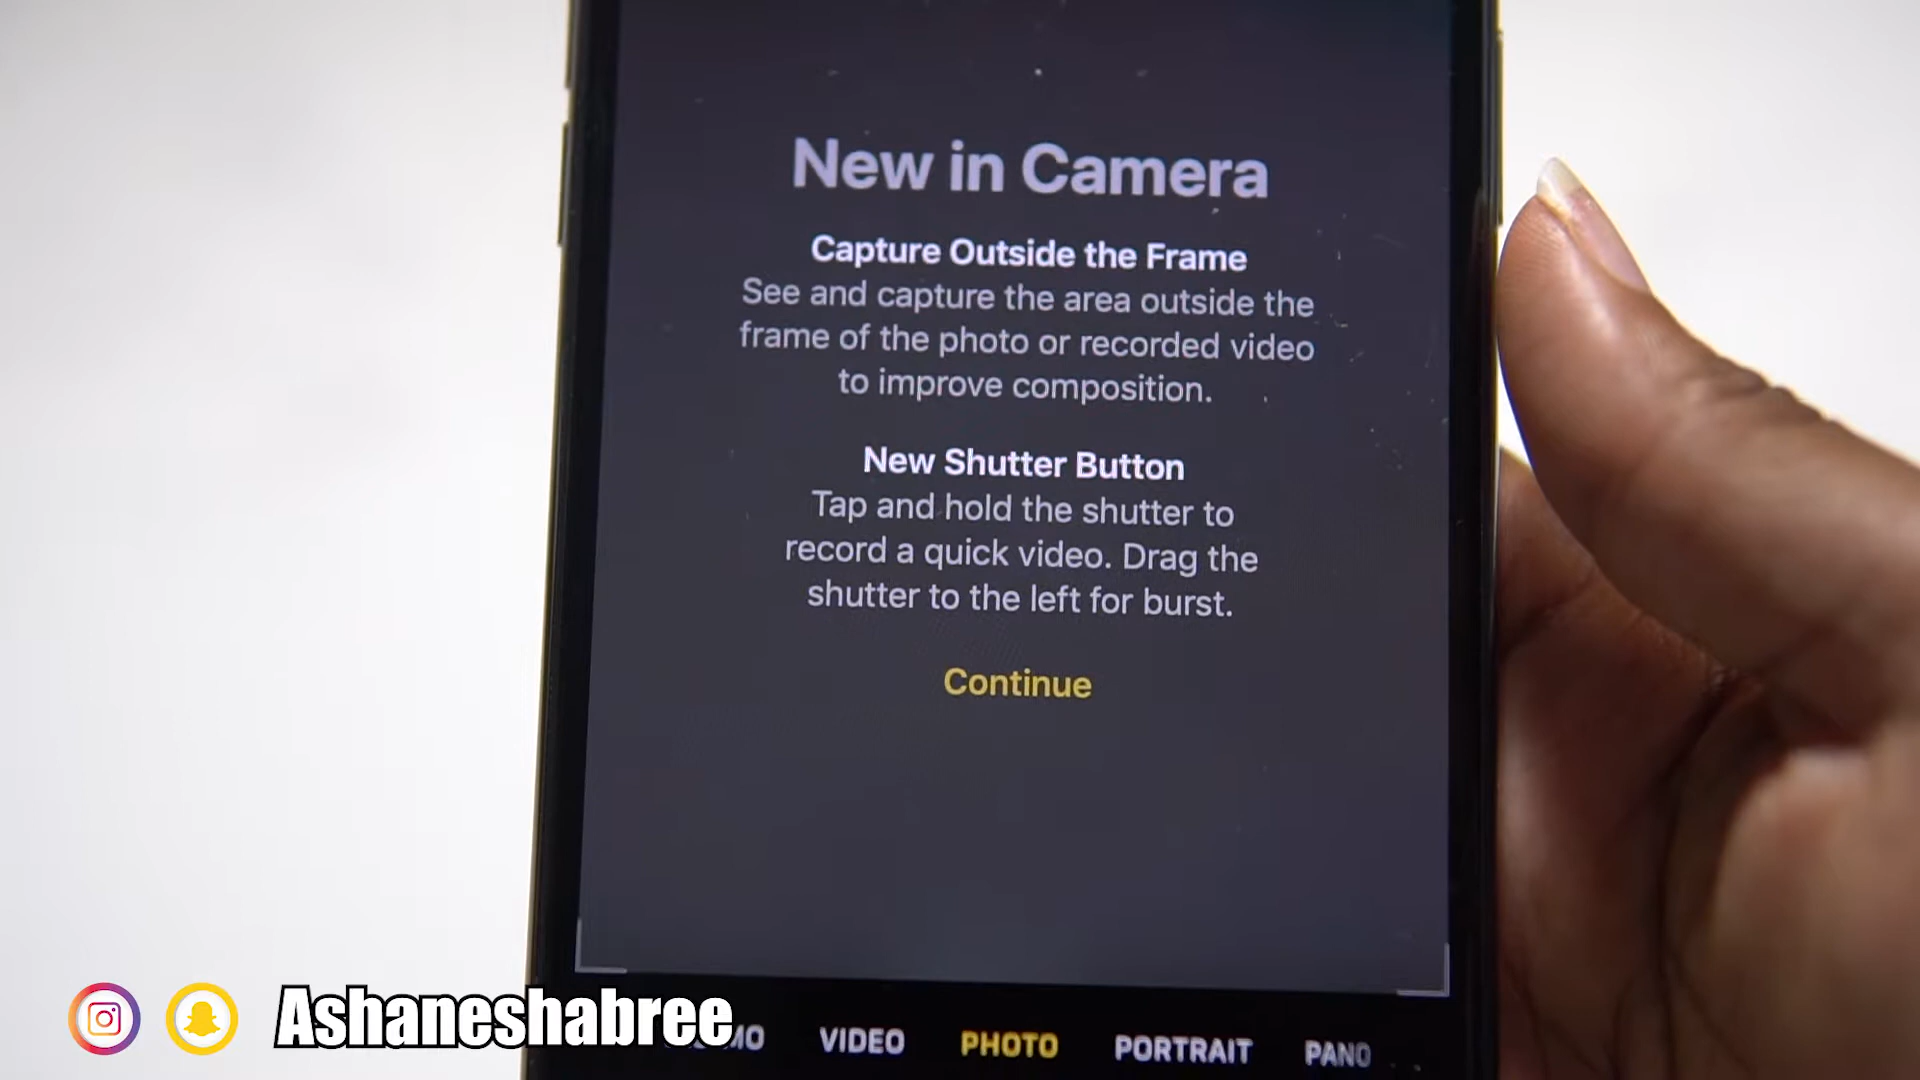 New in Camera
Capture Outside the Frame
See and capture the area outside the
frame of the photo or recorded video
to improve composition.
New Shutter Button
Tap and hold the shutter to
record a quick video. Drag the
shutter to the left for burst.
Continue
VIDEO PHOTO PORTRAIT PANO
Ashaneshabree